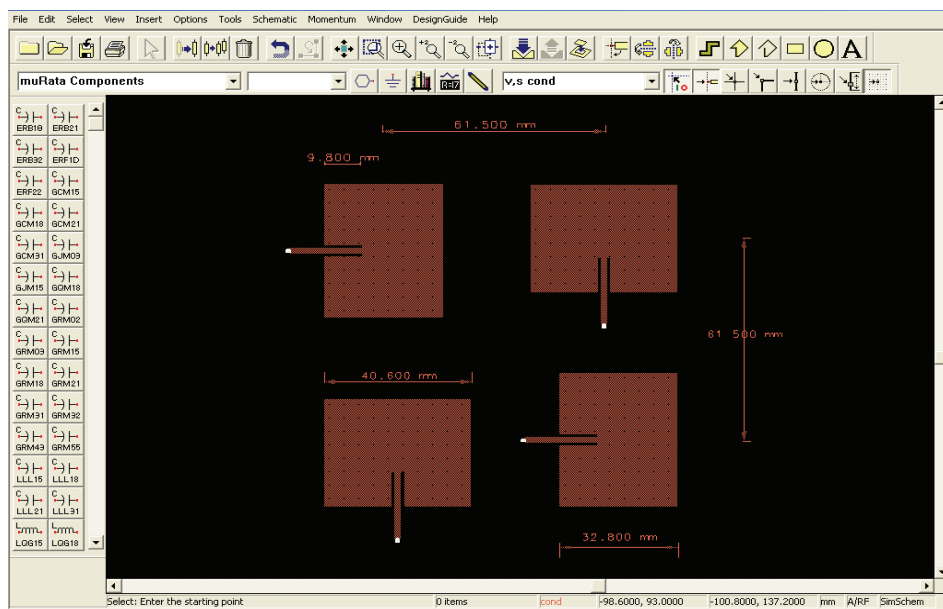 File Edit Select View Insert Options Tools Schematic Momentum Window DesignGuide Help
muRata Components
v,s cond
ERB18 ERB21
ERB32 ERF1D
ERF22 GCM15
GCM18 GCM21
GCM31 GJM03
GJM15 GQM18
GQM21 GRM02
GRM03 GRM15
GRM18 GRM21
GRM31 GRM32
GRM43 GRM55
LLL15 LLL18
LLL21 LLL31
LQG15 LQG18
61.500 mm
9.800 mm
61.500 mm
40.600 mm
32.800 mm
Select: Enter the starting point 0 items cond -98.6000, 93.0000 -100.8000, 137.2000 mm A/RF SimSchem